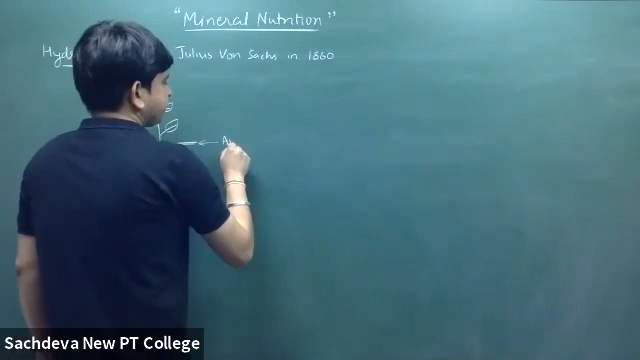 "Mineral Nutrition"
Julius Von Sachs in 1860
Sachdeva New PT College